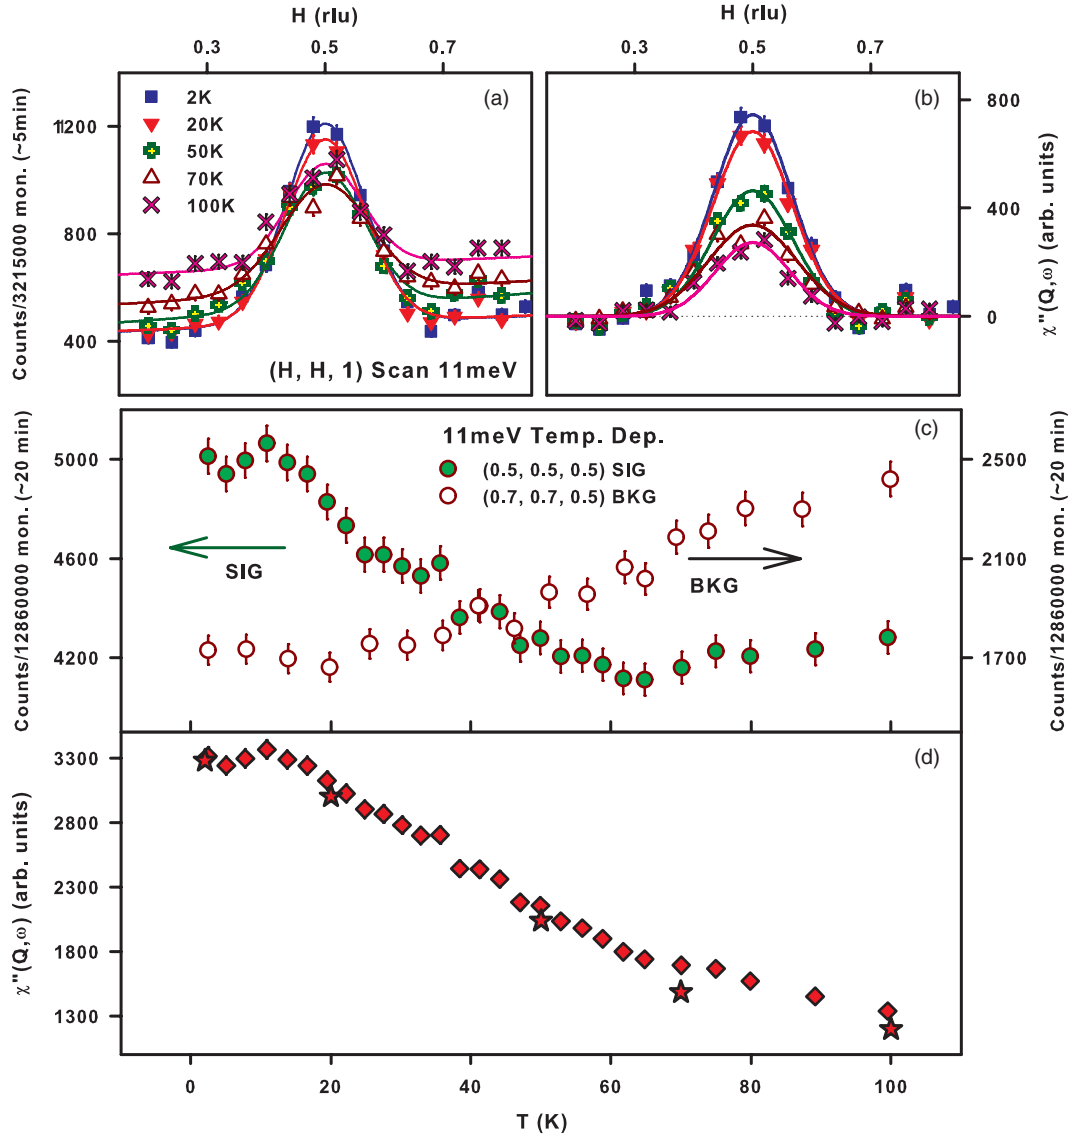 H (rlu)
H (rlu)
0.3 0.5 0.7
0.3 0.5 0.7
Counts/3215000 mon. (~5min)
1200
800
400
2K
20K
50K
70K
100K
(a)
(H, H, 1) Scan 11meV
(b)
800
400
0
χ"(Q,ω) (arb. units)
Counts/12860000 mon. (~20 min)
5000
4600
4200
11meV Temp. Dep.
(0.5, 0.5, 0.5) SIG
(0.7, 0.7, 0.5) BKG
(c)
SIG
BKG
2500
2100
1700
Counts/12860000 mon. (~20 min)
χ"(Q,ω) (arb. units)
3300
2800
2300
1800
1300
(d)
0 20 40 60 80 100
T (K)